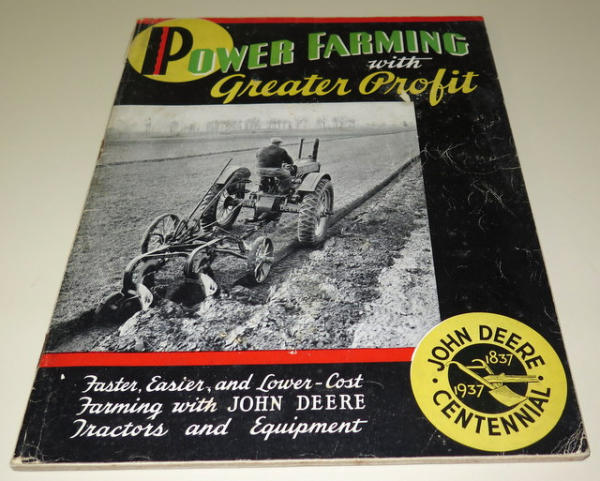 POWER FARMING
with
Greater Profit
Faster, Easier, and Lower-Cost
Farming with JOHN DEERE
Tractors and Equipment
· JOHN DEERE ·
1837
1937
CENTENNIAL